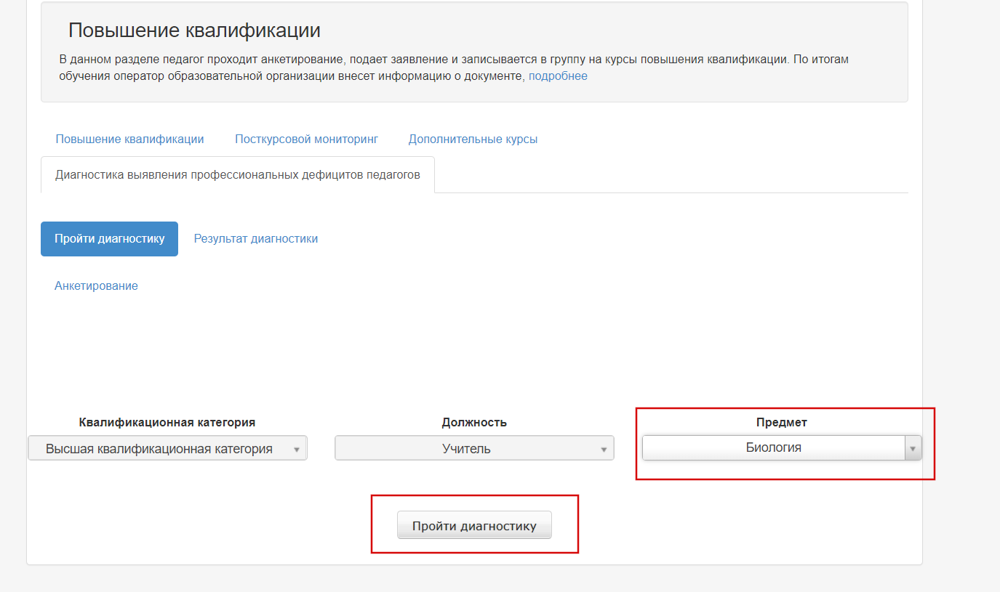 Повышение квалификации
В данном разделе педагог проходит анкетирование, подает заявление и записывается в группу на курсы повышения квалификации. По итогам
обучения оператор образовательной организации внесет информацию о документе, подробнее
Повышение квалификации Посткурсовой мониторинг Дополнительные курсы
Диагностика выявления профессиональных дефицитов педагогов
Пройти диагностику Результат диагностики
Анкетирование
Квалификационная категория Должность Предмет
Высшая квалификационная категория Учитель Биология
Пройти диагностику